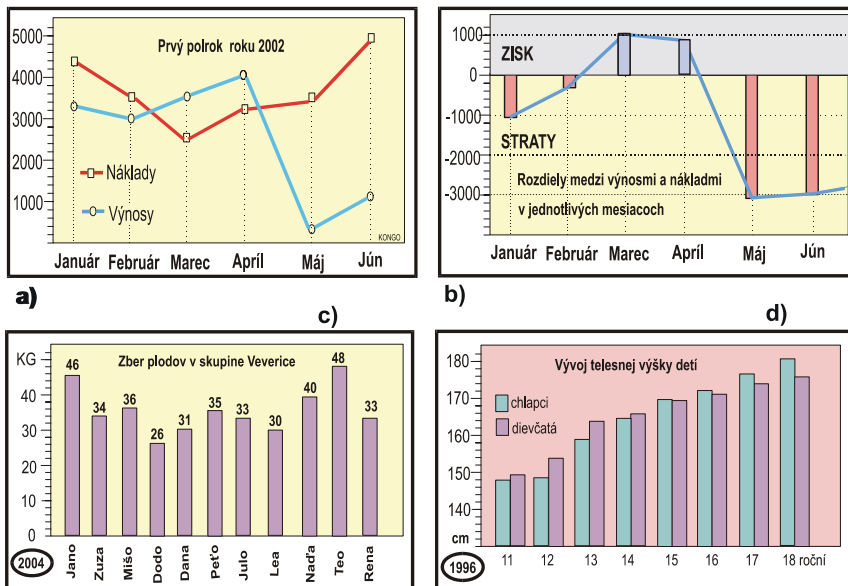 Prvý polrok roku 2002
5000
4000
3000
2000
1000
Náklady
Výnosy
KONGO
Január Február Marec Apríl Máj Jún
a)
1000
0
-1000
-2000
-3000
ZISK
STRATY
Rozdiely medzi výnosmi a nákladmi
v jednotlivých mesiacoch
Január Február Marec Apríl Máj Jún
b)
c)
KG
40
30
20
10
0
Zber plodov v skupine Veverice
46 34 36 26 31 35 33 30 40 48 33
Jano Zuza Mišo Dodo Dana Peťo Julo Lea Naďa Teo Rena
2004
d)
180
170
160
150
140
cm
Vývoj telesnej výšky detí
chlapci
dievčatá
11 12 13 14 15 16 17 18 roční
1996